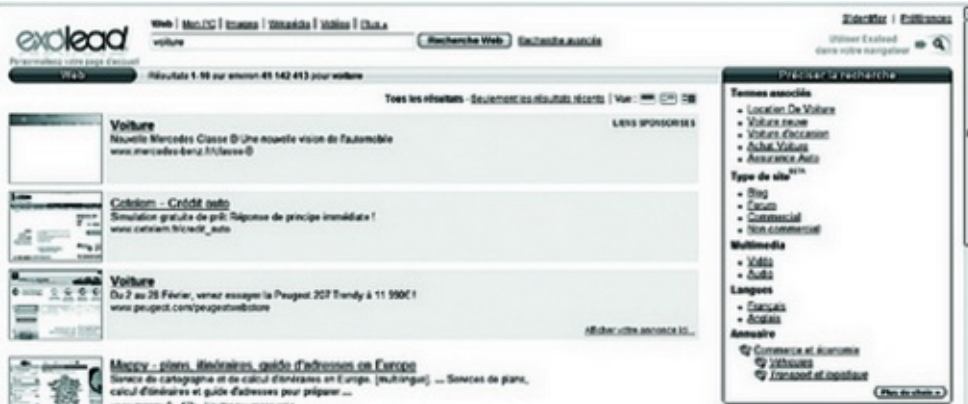 Web | Mon PC | Images | Wikipédia | Vidéos | Plus
S'identifier | Préférences
exalead
voiture
Recherche Web
Recherche avancée
Utiliser Exalead
dans votre navigateur
Personnalisez votre page d'accueil
Web
Résultats 1-10 sur environ 41 142 413 pour voiture
Tous les résultats - Seulement les résultats récents | Vue :
Voiture
LIENS SPONSORISES
Nouvelle Mercedes Classe B Une nouvelle vision de l'automobile
www.mercedes-benz.fr/classe-B
Cetelem - Crédit auto
Simulation gratuite de prêt Réponse de principe immédiate !
www.cetelem.fr/credit_auto
Voiture
Du 2 au 28 Février, venez essayer la Peugeot 207 Trendy à 11 990€ !
www.peugeot.com/peugeotwebstore
Afficher votre annonce ici...
Mappy - plans, itinéraires, guide d'adresses en Europe
Service de cartographie et de calcul d'itinéraires en Europe. [multilingue]. ... Services de plans,
calcul d'itinéraires et guide d'adresses pour préparer ...
Préciser la recherche
Termes associés
Location De Voiture
Voiture neuve
Voiture d'occasion
Achat Voiture
Assurance Auto
Type de site BETA
Blog
Forum
Commercial
Non commercial
Multimedia
Vidéo
Audio
Langues
Français
Anglais
Annuaire
Commerce et économie
Véhicules
Transport et logistique
Plus de choix